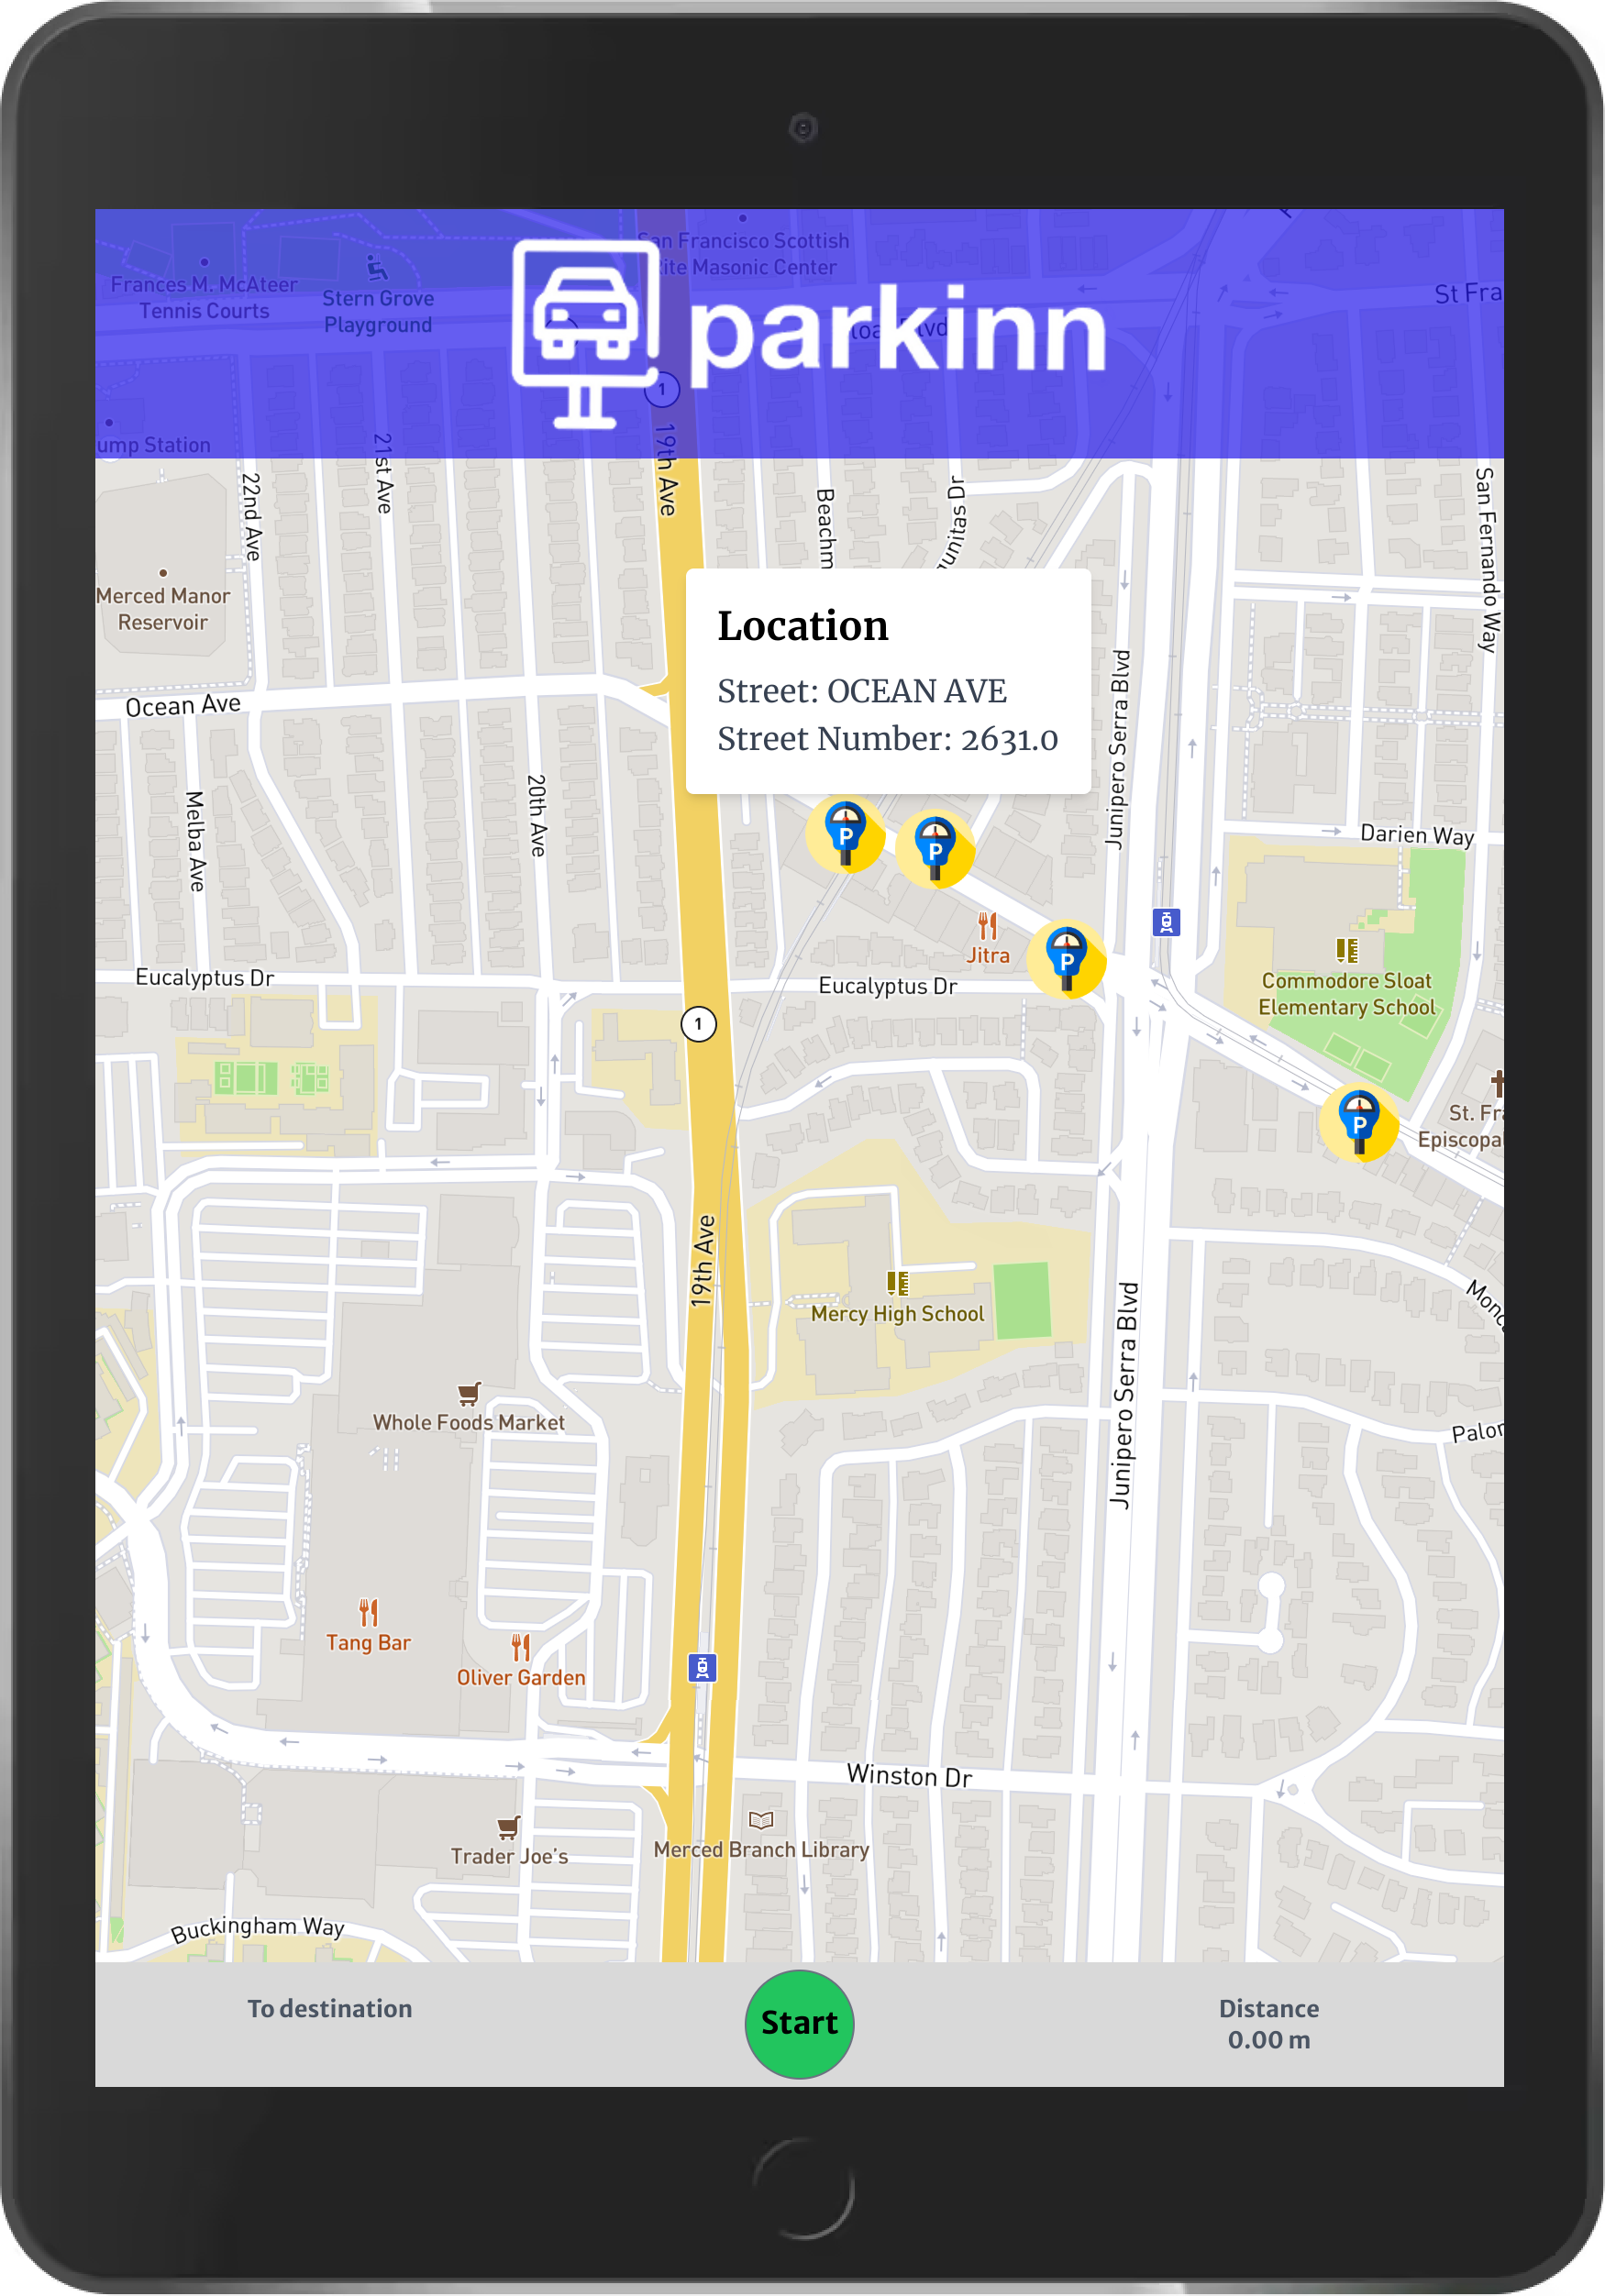 San Francisco Scottish
Rite Masonic Center
Frances M. McAteer
Tennis Courts
Stern Grove
Playground
St Fra
parkinn
1
ump Station
22nd Ave
21st Ave
19th Ave
Beachm
gunitas Dr
San Fernando Way
Merced Manor
Reservoir
Location
Street: OCEAN AVE
Street Number: 2631.0
Ocean Ave
Junipero Serra Blvd
Melba Ave
20th Ave
P
P
Darien Way
Jitra
P
Eucalyptus Dr
Eucalyptus Dr
Commodore Sloat
Elementary School
1
P
St. Fra
Episcopa
19th Ave
Mercy High School
Junipero Serra Blvd
Monc
Whole Foods Market
Palo
Tang Bar
Oliver Garden
Winston Dr
Trader Joe's
Merced Branch Library
Buckingham Way
To destination
Start
Distance
0.00 m